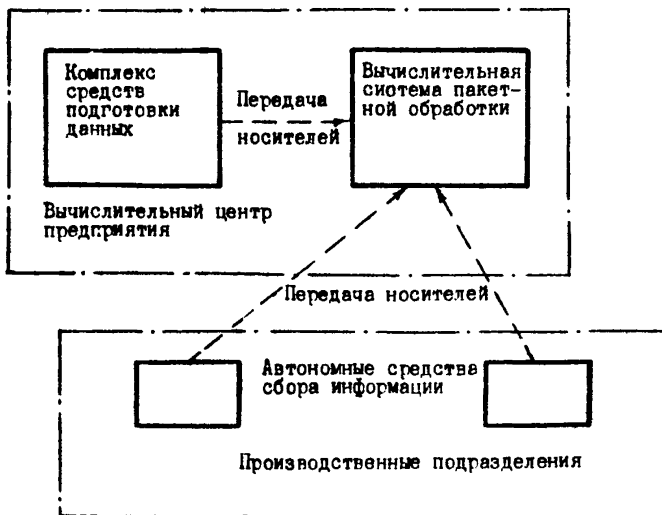 Комплекс
средств
подготовки
данных
Передача
носителей
Вычислительная
система пакет-
ной обработки
Вычислительный центр
предприятия
Передача носителей
Автономные средства
сбора информации
Производственные подразделения